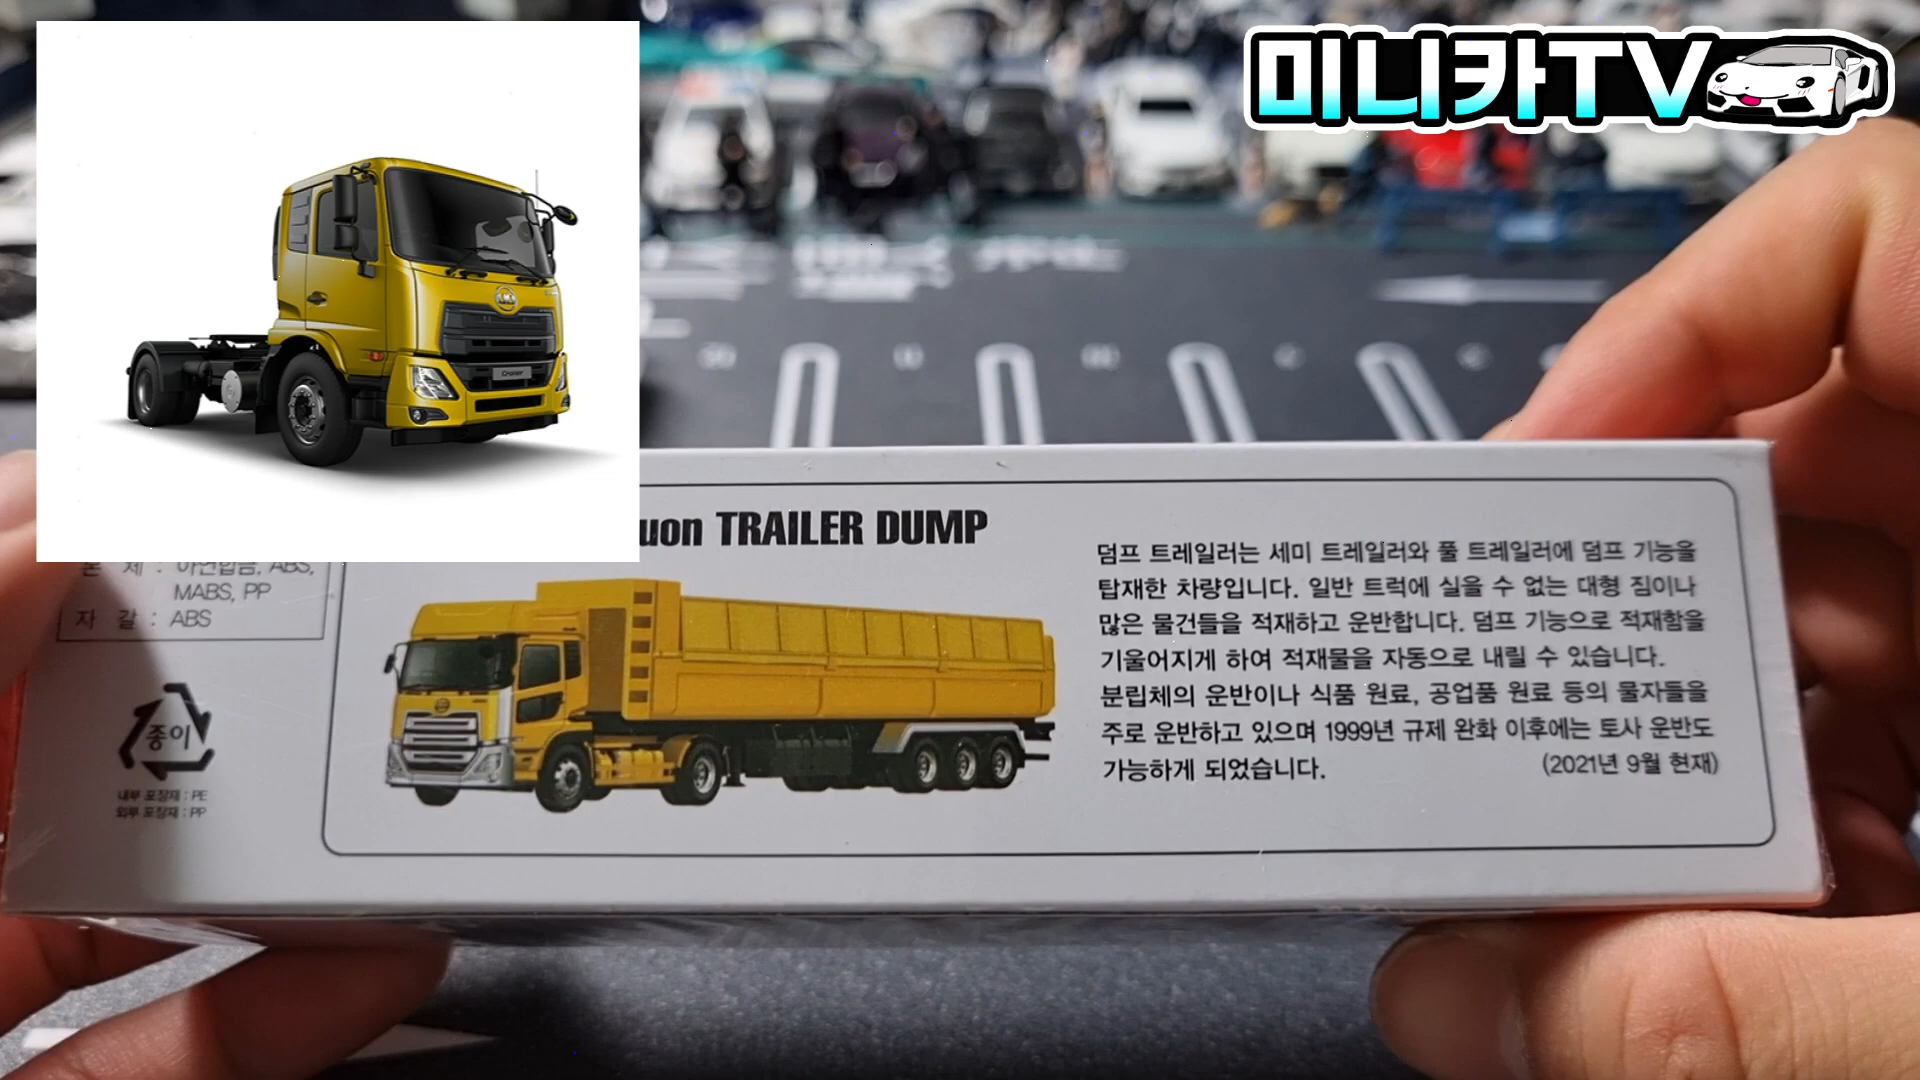 미니카TV
Croner
uon TRAILER DUMP
본 체 : 아연합금, ABS,
MABS, PP
자 갈 : ABS
종이
내부 포장재 : PE
외부 포장재 : PP
덤프 트레일러는 세미 트레일러와 풀 트레일러에 덤프 기능을
탑재한 차량입니다. 일반 트럭에 실을 수 없는 대형 짐이나
많은 물건들을 적재하고 운반합니다. 덤프 기능으로 적재함을
기울어지게 하여 적재물을 자동으로 내릴 수 있습니다.
분립체의 운반이나 식품 원료, 공업품 원료 등의 물자들을
주로 운반하고 있으며 1999년 규제 완화 이후에는 토사 운반도
가능하게 되었습니다. (2021년 9월 현재)